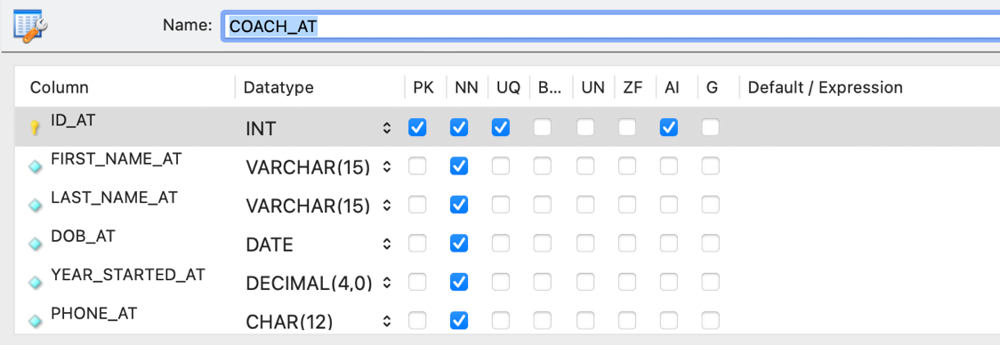 Name: COACH_AT
Column Datatype PK NN UQ B... UN ZF AI G Default / Expression
ID_AT INT
FIRST_NAME_AT VARCHAR(15)
LAST_NAME_AT VARCHAR(15)
DOB_AT DATE
YEAR_STARTED_AT DECIMAL(4,0)
PHONE_AT CHAR(12)